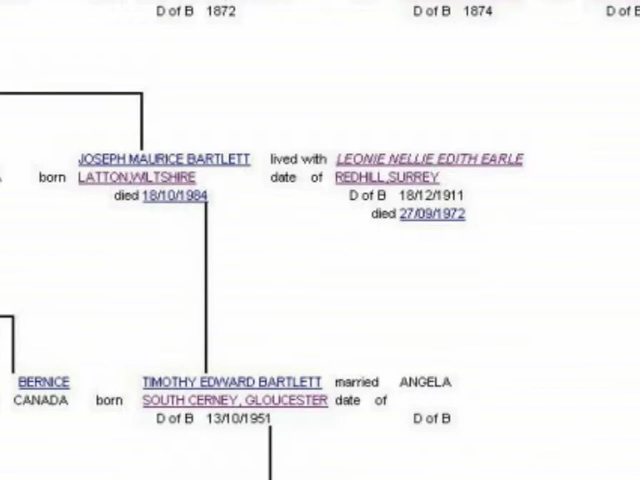 D of B 1872 D of B 1874 D of
JOSEPH MAURICE BARTLETT lived with LEONIE NELLIE EDITH EARLE
born LATTON,WILTSHIRE date of REDHILL,SURREY
died 18/10/1984 D of B 18/12/1911
died 27/09/1972
BERNICE TIMOTHY EDWARD BARTLETT married ANGELA
CANADA born SOUTH CERNEY, GLOUCESTER date of
D of B 13/10/1951 D of B